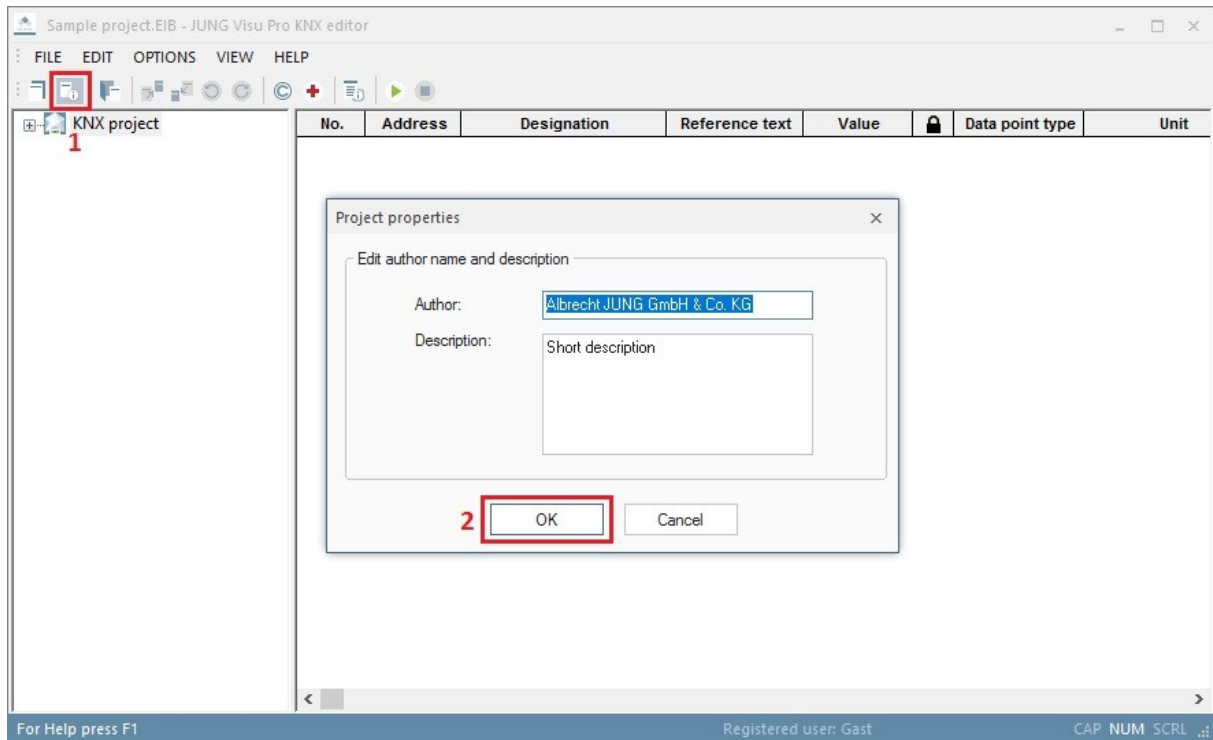 Sample project.EIB - JUNG Visu Pro KNX editor
FILE EDIT OPTIONS VIEW HELP
KNX project
1
No. Address Designation Reference text Value Data point type Unit
Project properties
Edit author name and description
Author: Albrecht JUNG GmbH & Co. KG
Description: Short description
2 OK Cancel
For Help press F1 Registered user: Gast CAP NUM SCRL